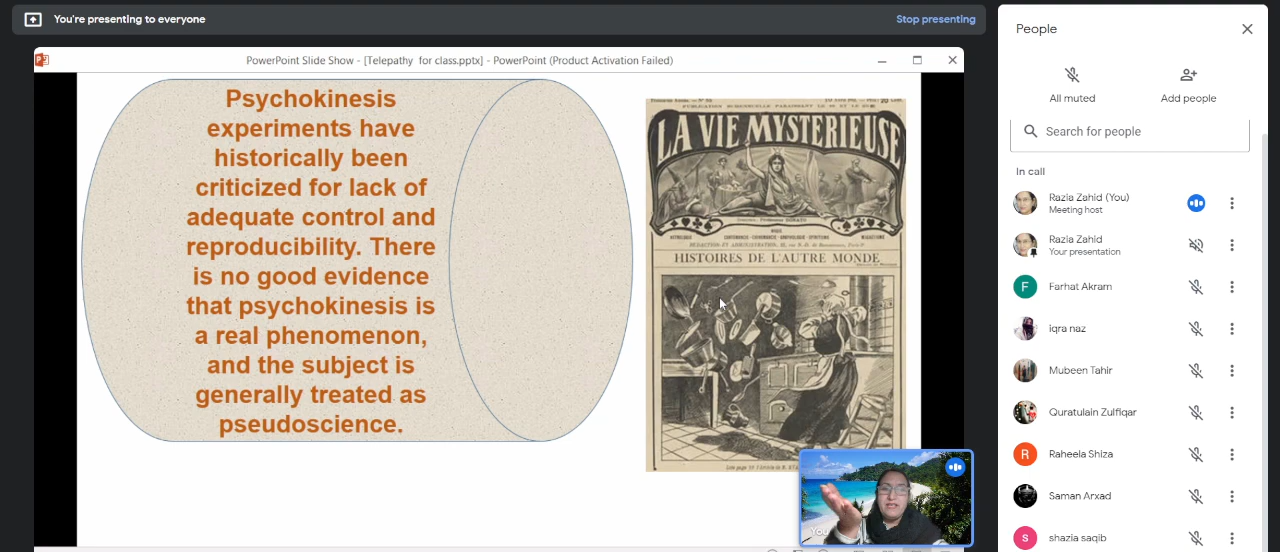 You're presenting to everyone
Stop presenting
PowerPoint Slide Show - [Telepathy for class.pptx] - PowerPoint (Product Activation Failed)
Psychokinesis
experiments have
historically been
criticized for lack of
adequate control and
reproducibility. There
is no good evidence
that psychokinesis is
a real phenomenon,
and the subject is
generally treated as
pseudoscience.
LA VIE MYSTERIEUSE
HISTOIRES DE L'AUTRE MONDE
You
People
All muted
Add people
Search for people
In call
Razia Zahid (You)
Meeting host
Razia Zahid
Your presentation
F
Farhat Akram
iqra naz
Mubeen Tahir
Quratulain Zulfiqar
R
Raheela Shiza
Saman Arxad
s
shazia saqib